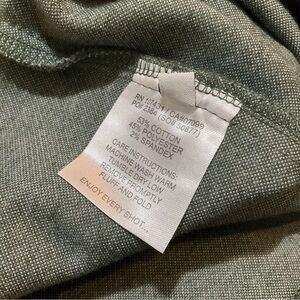 53% COTTON
45% POLYESTER
2% SPANDEX
CARE INSTRUCTIONS:
MACHINE WASH WARM
TUMBLE DRY LOW
REMOVE PROMPTLY
FLUFF AND FOLD
ENJOY EVERY SHOT...